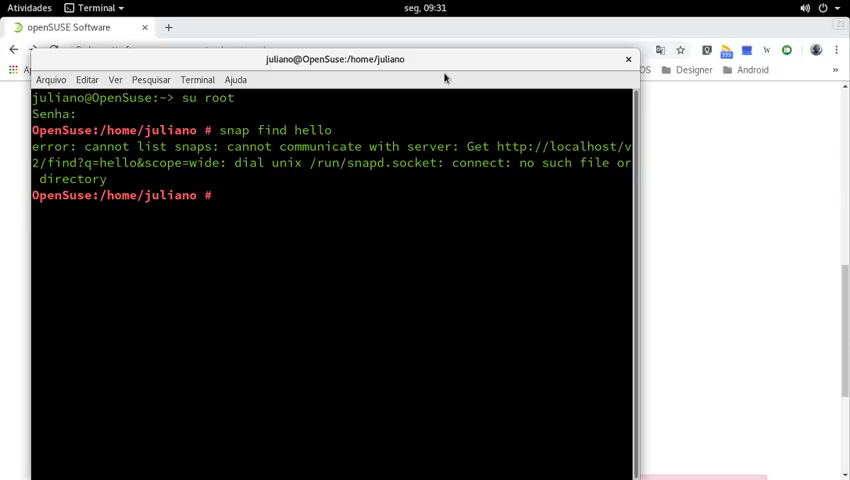 Atividades Terminal seg, 09:31
openSUSE Software
juliano@OpenSuse:/home/juliano
OS Designer Android
Arquivo Editar Ver Pesquisar Terminal Ajuda
juliano@OpenSuse:~> su root
Senha:
OpenSuse:/home/juliano # snap find hello
error: cannot list snaps: cannot communicate with server: Get http://localhost/v
2/find?q=hello&scope=wide: dial unix /run/snapd.socket: connect: no such file or
directory
OpenSuse:/home/juliano #